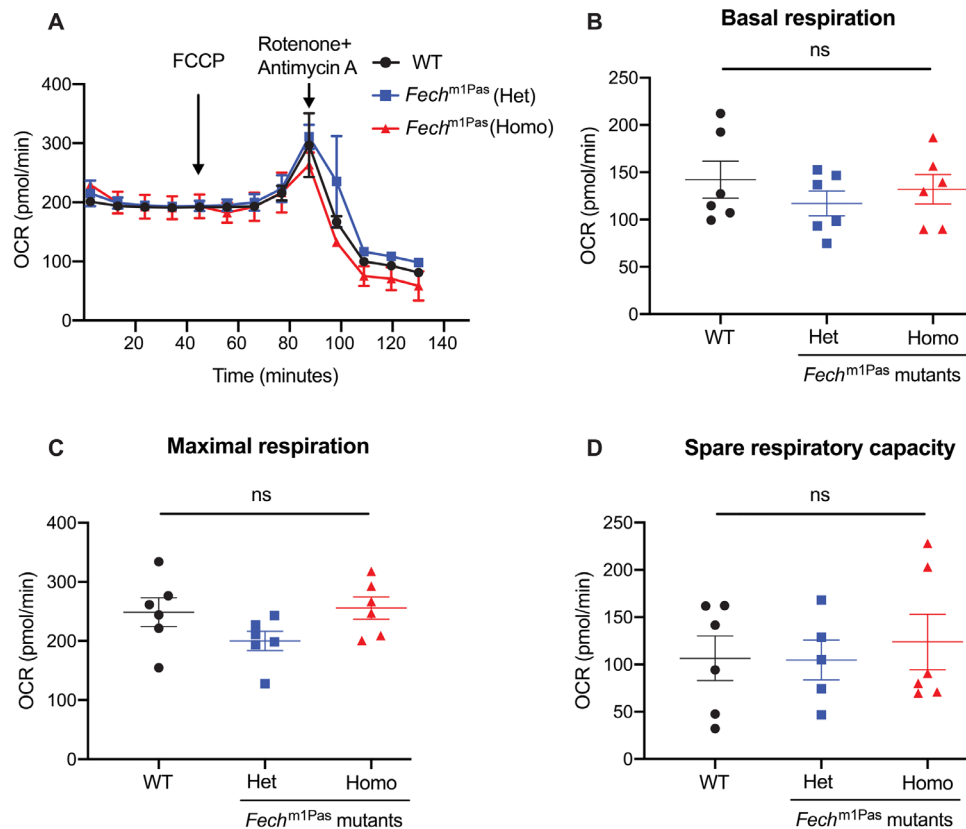 A
FCCP
Rotenone+
Antimycin A
WT
Fech^m1Pas (Het)
Fech^m1Pas (Homo)
OCR (pmol/min)
400
300
200
100
0
20 40 60 80 100 120 140
Time (minutes)
B Basal respiration
ns
OCR (pmol/min)
250
200
150
100
50
0
WT Het Homo
Fech^m1Pas mutants
C Maximal respiration
ns
OCR (pmol/min)
400
300
200
100
0
WT Het Homo
Fech^m1Pas mutants
D Spare respiratory capacity
ns
OCR (pmol/min)
250
200
150
100
50
0
WT Het Homo
Fech^m1Pas mutants